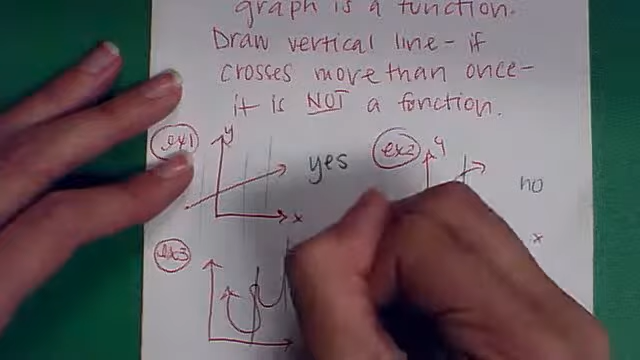 graph is a function.
Draw vertical line - if
crosses more than once -
it is NOT a function.
ex1
y
yes
x
ex2
y
no
x
ex3